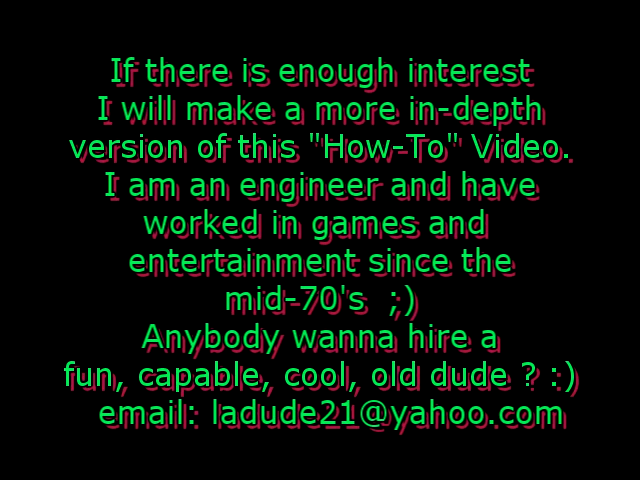 If there is enough interest
I will make a more in-depth
version of this "How-To" Video.
I am an engineer and have
worked in games and
entertainment since the
mid-70's  ;)
Anybody wanna hire a
fun, capable, cool, old dude ? :)
email: ladude21@yahoo.com